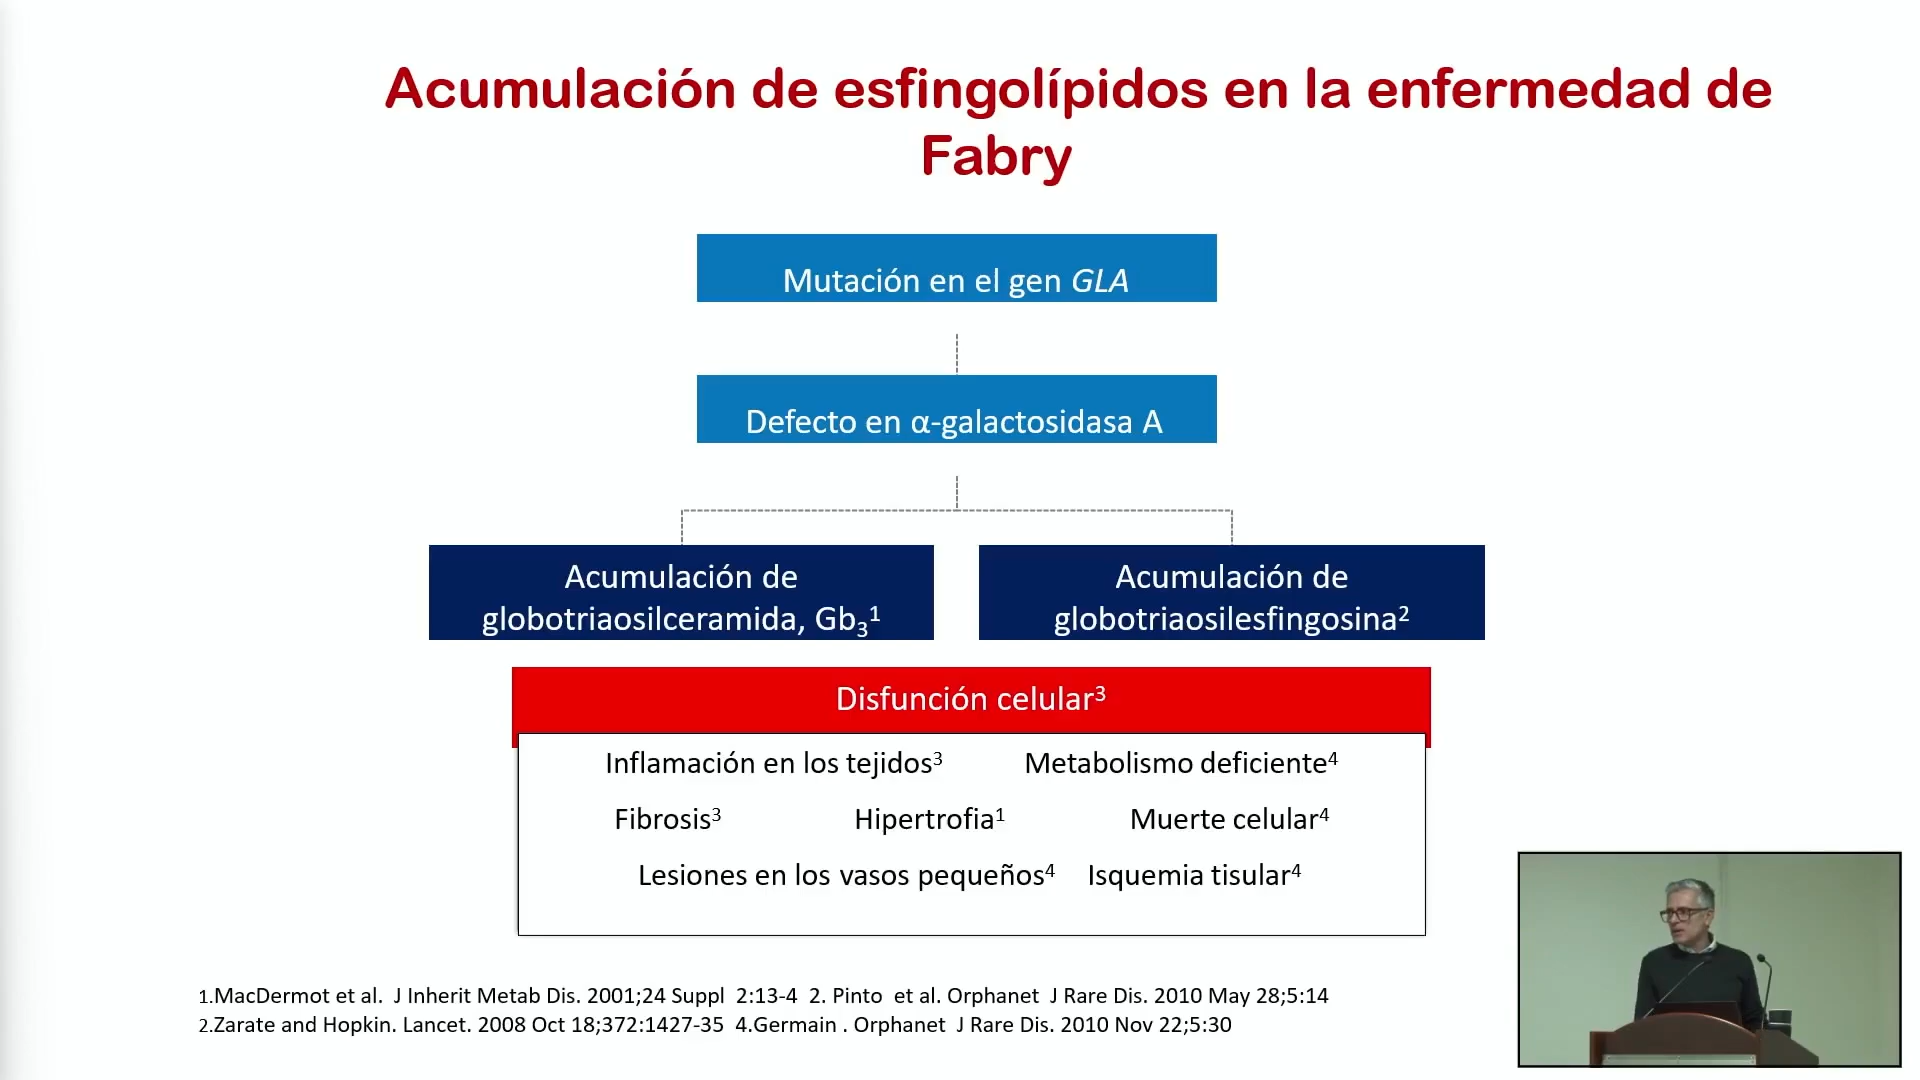 Acumulación de esfingolípidos en la enfermedad de
Fabry
Mutación en el gen GLA
Defecto en α-galactosidasa A
Acumulación de
globotriaosilceramida, Gb₃¹
Acumulación de
globotriaosilesfingosina²
Disfunción celular³
Inflamación en los tejidos³ Metabolismo deficiente⁴
Fibrosis³ Hipertrofia¹ Muerte celular⁴
Lesiones en los vasos pequeños⁴ Isquemia tisular⁴
1.MacDermot et al. J Inherit Metab Dis. 2001;24 Suppl 2:13-4 2. Pinto et al. Orphanet J Rare Dis. 2010 May 28;5:14
2.Zarate and Hopkin. Lancet. 2008 Oct 18;372:1427-35 4.Germain . Orphanet J Rare Dis. 2010 Nov 22;5:30